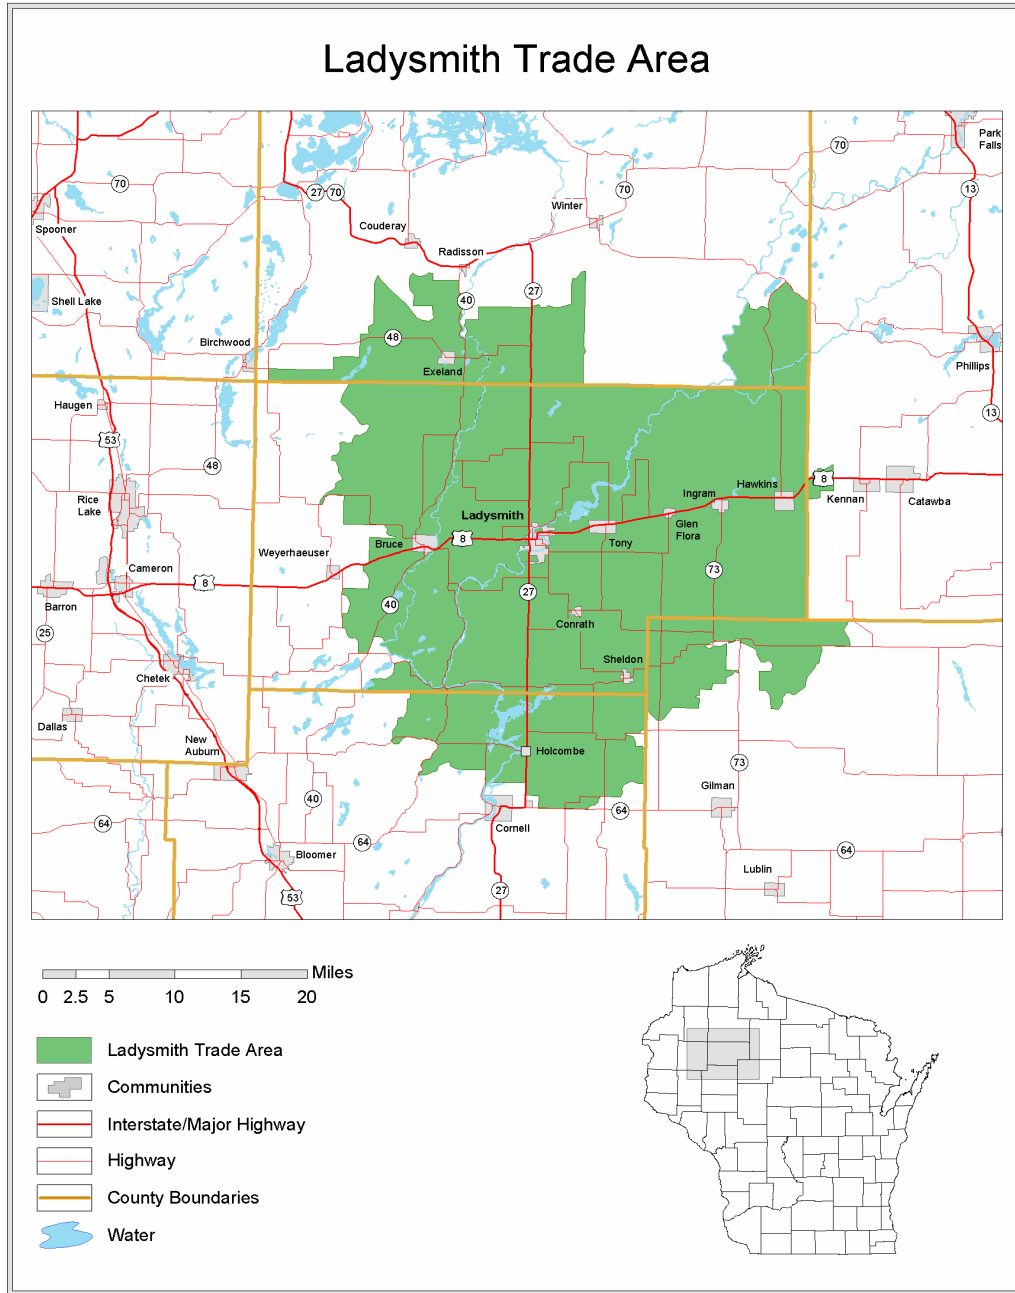 Ladysmith Trade Area
Park
Falls
70
13
70
27
70
70
Winter
Spooner
Couderay
Radisson
Shell Lake
40
27
48
Birchwood
Exeland
Phillips
Haugen
13
53
48
Rice
Lake
Hawkins
8
Kennan
Catawba
Ingram
Ladysmith
Glen
Flora
Tony
Bruce
8
Weyerhaeuser
Cameron
8
73
Barron
40
27
25
Conrath
Sheldon
Chetek
Dallas
New
Auburn
Holcombe
73
Gilman
40
64
64
Cornell
64
64
Bloomer
Lublin
53
27
Miles
0 2.5 5 10 15 20
Ladysmith Trade Area
Communities
Interstate/Major Highway
Highway
County Boundaries
Water